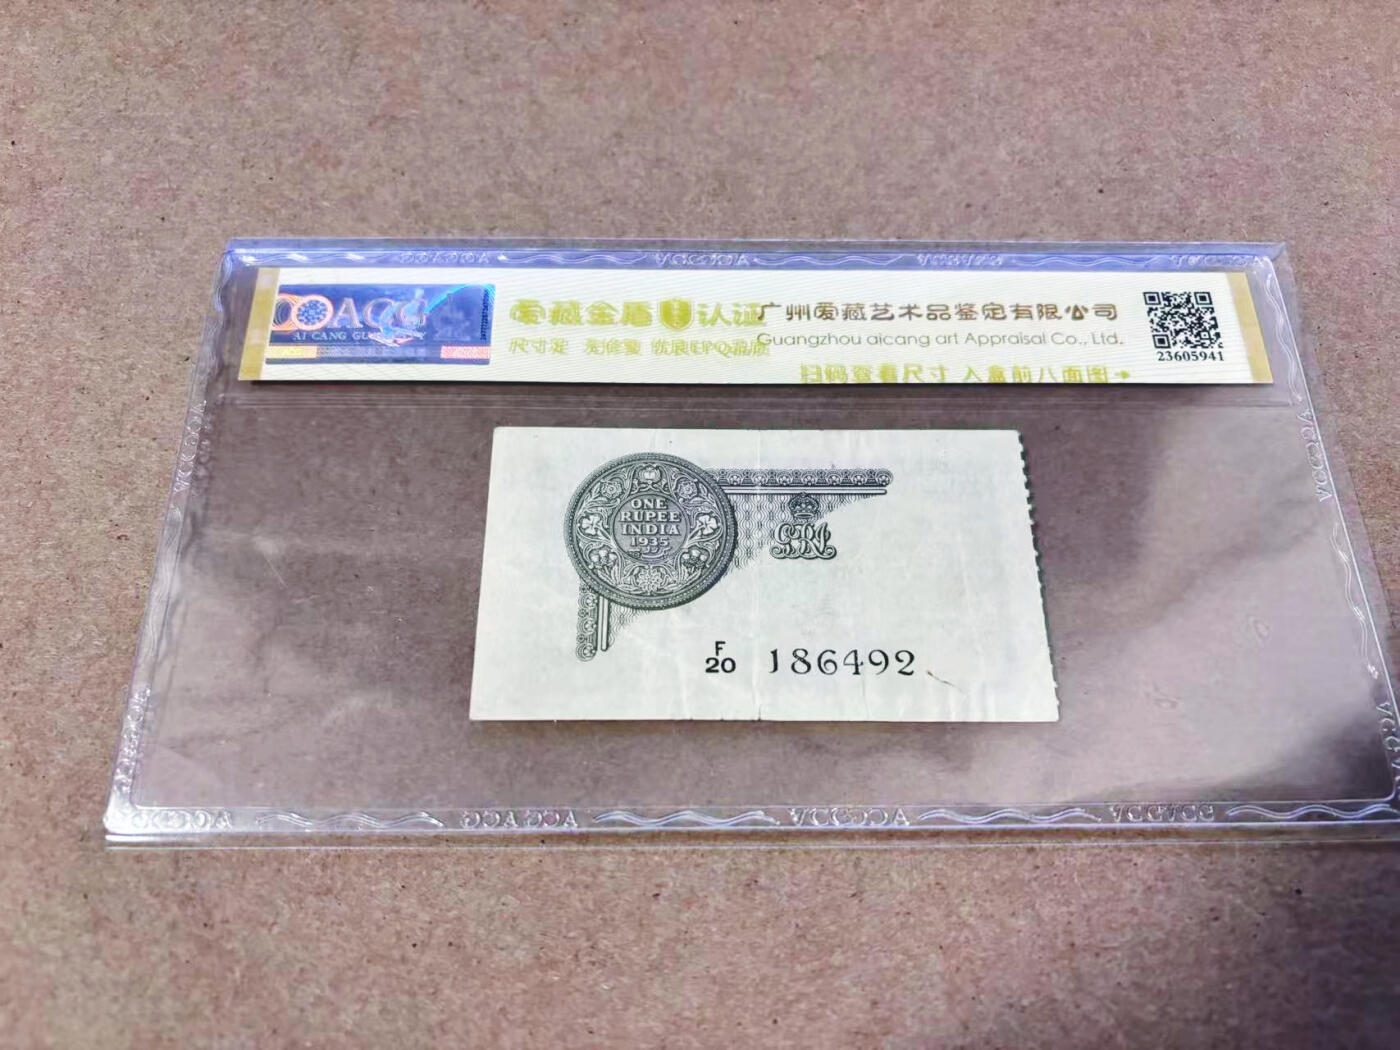 ACG
AI CANG GU
爱藏金盾认证
尺寸定 无修复 优良EPQ品质
广州爱藏艺术品鉴定有限公司
Guangzhou aicang art Appraisal Co., Ltd.
扫码查看尺寸 入盒前八面图
23605941
ONE
RUPEE
INDIA
1935
GRI
F
20 186492